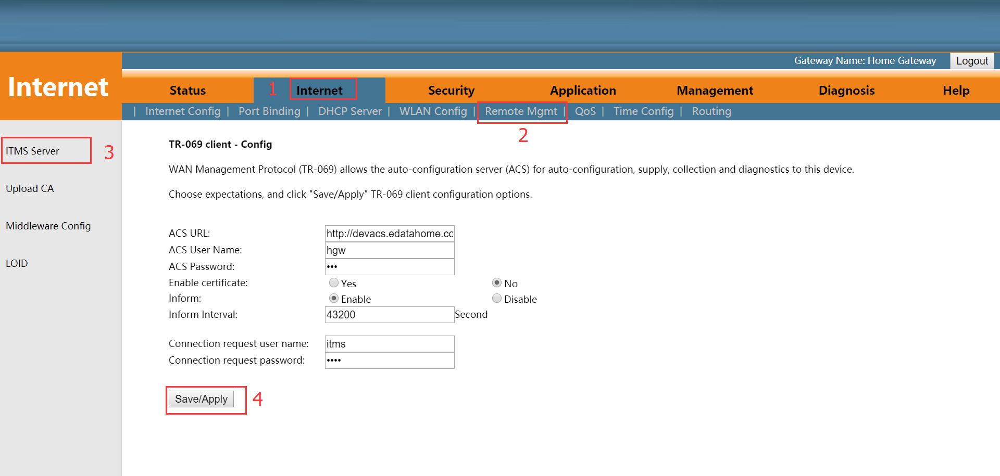 Gateway Name: Home Gateway Logout
Internet
Status 1 Internet Security Application Management Diagnosis Help
| Internet Config | Port Binding | DHCP Server | WLAN Config | Remote Mgmt | QoS | Time Config | Routing
2
ITMS Server 3
Upload CA
Middleware Config
LOID
TR-069 client - Config
WAN Management Protocol (TR-069) allows the auto-configuration server (ACS) for auto-configuration, supply, collection and diagnostics to this device.
Choose expectations, and click "Save/Apply" TR-069 client configuration options.
ACS URL: http://devacs.edatahome.cc
ACS User Name: hgw
ACS Password: •••
Enable certificate: Yes No
Inform: Enable Disable
Inform Interval: 43200 Second
Connection request user name: itms
Connection request password: ••••
Save/Apply 4